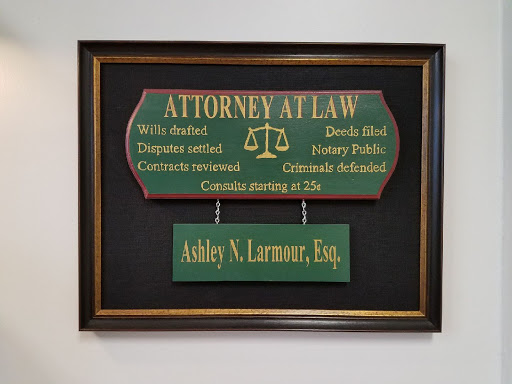 ATTORNEY AT LAW
Wills drafted Deeds filed
Disputes settled Notary Public
Contracts reviewed Criminals defended
Consults starting at 25¢
Ashley N. Larmour, Esq.